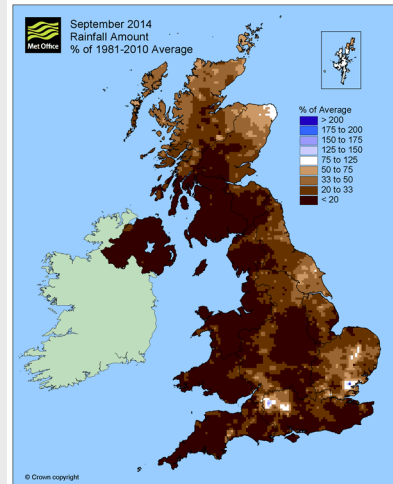 Met Office
September 2014
Rainfall Amount
% of 1981-2010 Average
% of Average
> 200
175 to 200
150 to 175
125 to 150
75 to 125
50 to 75
33 to 50
20 to 33
< 20
© Crown copyright